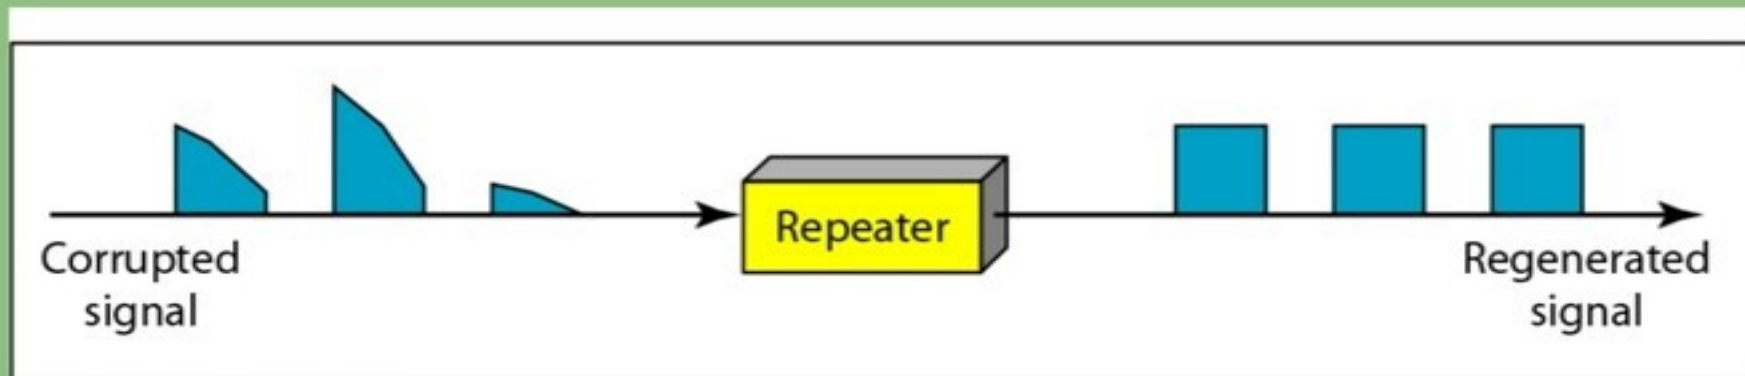 Corrupted
signal
Repeater
Regenerated
signal